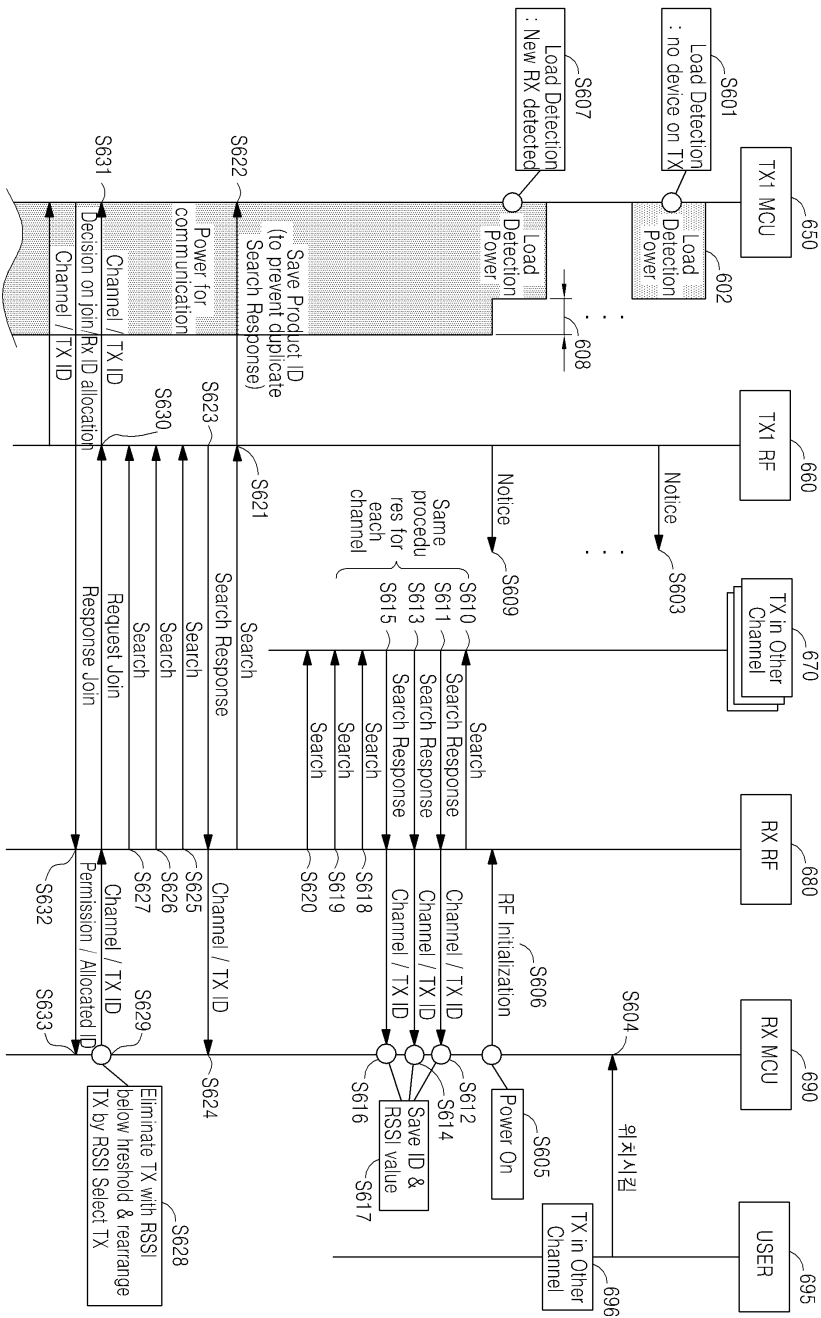 TX1 MCU
650
TX1 RF
660
TX in Other
Channel
670
RX RF
680
RX MCU
690
USER
695
S601
Load Detection
: no device on TX
Load
Detection
Power
602
Notice
S603
S604
위치시킴
TX in Other
Channel
696
S607
Load Detection
: New RX detected
Load
Detection
Power
608
Notice
S609
S605
Power On
S606
RF Initialization
Same
procedu
res for
each
channel
S610
Search
S611
Search Response
Channel / TX ID
S612
S613
Search Response
Channel / TX ID
S614
S615
Search Response
Channel / TX ID
S616
Save ID &
RSSI value
S617
Search
S618
Search
S619
Search
S620
S622
Save Product ID
(to prevent duplicate
Search Response)
S621
Search
S623
Search Response
Channel / TX ID
S624
Power for
communication
Search
S625
Search
S626
Search
S627
S631
Channel / TX ID
S630
Request Join
Channel / TX ID
S629
S628
Eliminate TX with RSSI
below hreshold & rearrange
TX by RSSI Select TX
Decision on join/Rx ID allocation
Response Join
S632
Permission / Allocated ID
S633
Channel / TX ID